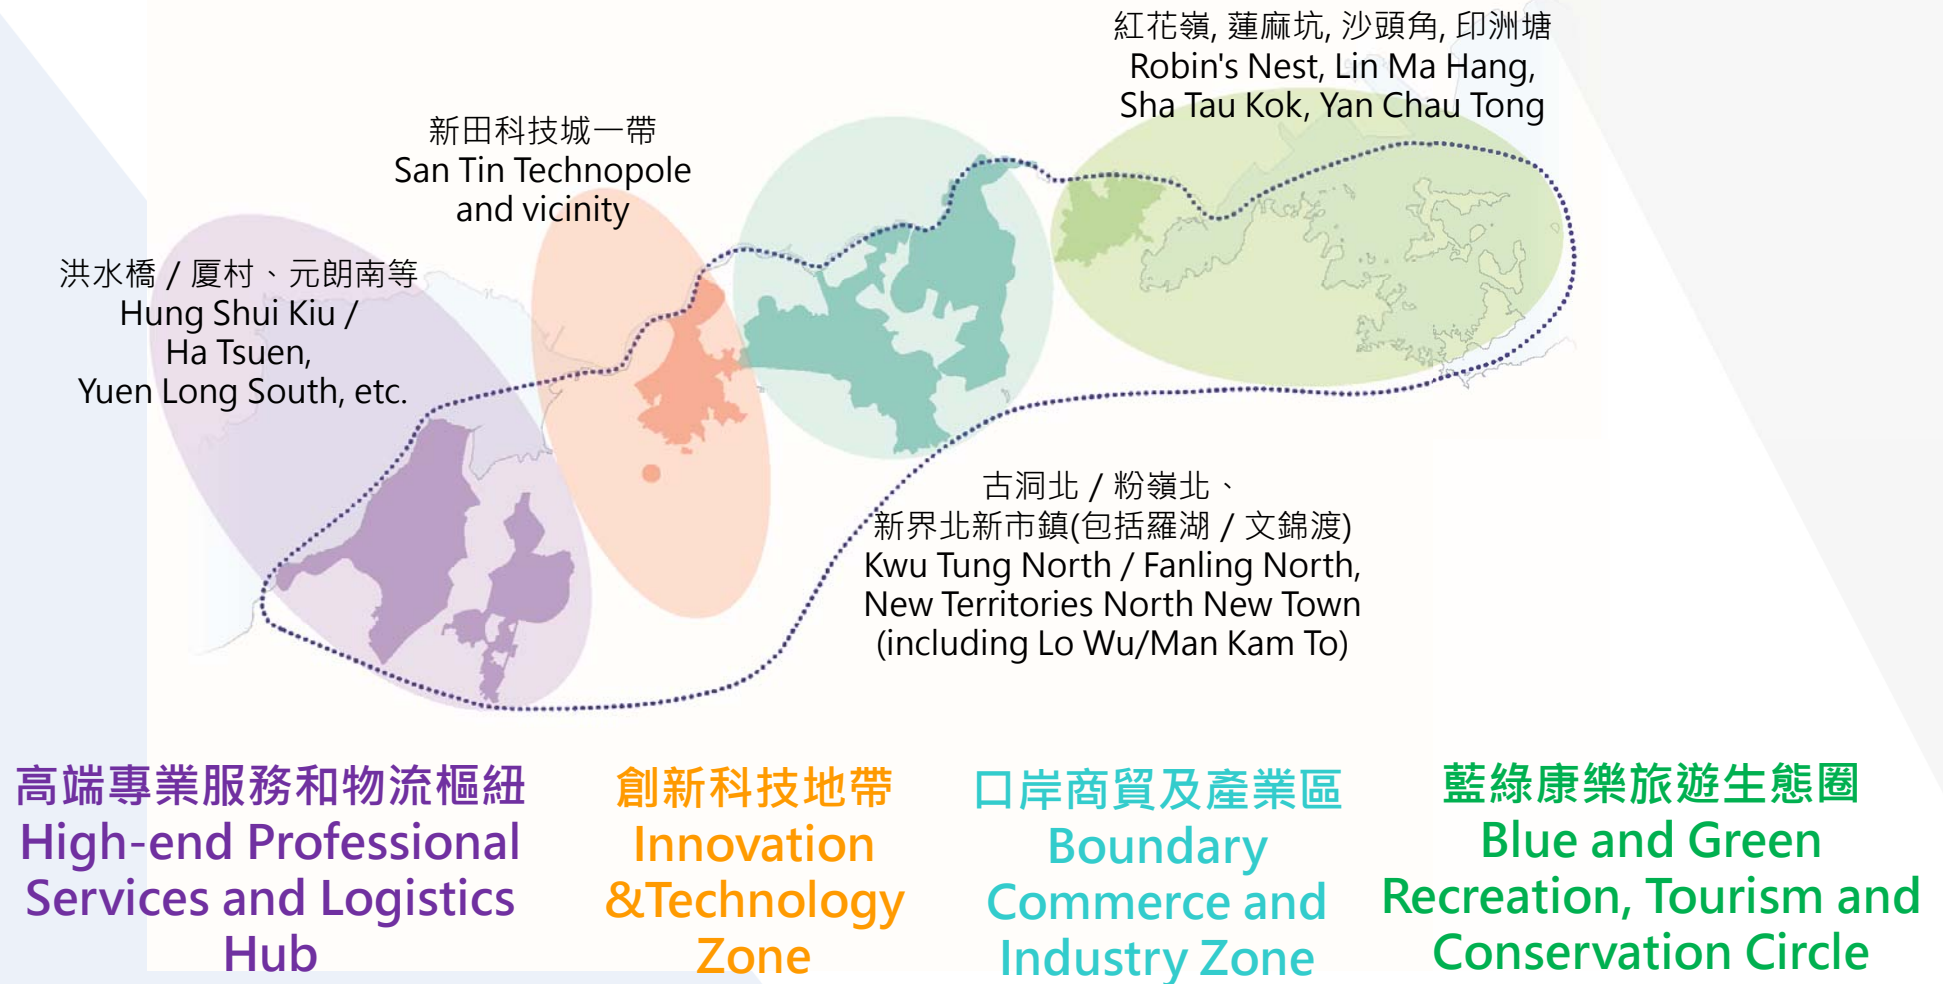 紅花嶺, 蓮麻坑, 沙頭角, 印洲塘
Robin's Nest, Lin Ma Hang,
Sha Tau Kok, Yan Chau Tong
新田科技城一帶
San Tin Technopole
and vicinity
洪水橋 / 厦村、元朗南等
Hung Shui Kiu /
Ha Tsuen,
Yuen Long South, etc.
古洞北 / 粉嶺北、
新界北新市鎮(包括羅湖 / 文錦渡)
Kwu Tung North / Fanling North,
New Territories North New Town
(including Lo Wu/Man Kam To)
高端專業服務和物流樞紐
High-end Professional
Services and Logistics
Hub
創新科技地帶
Innovation
&Technology
Zone
口岸商貿及產業區
Boundary
Commerce and
Industry Zone
藍綠康樂旅遊生態圈
Blue and Green
Recreation, Tourism and
Conservation Circle